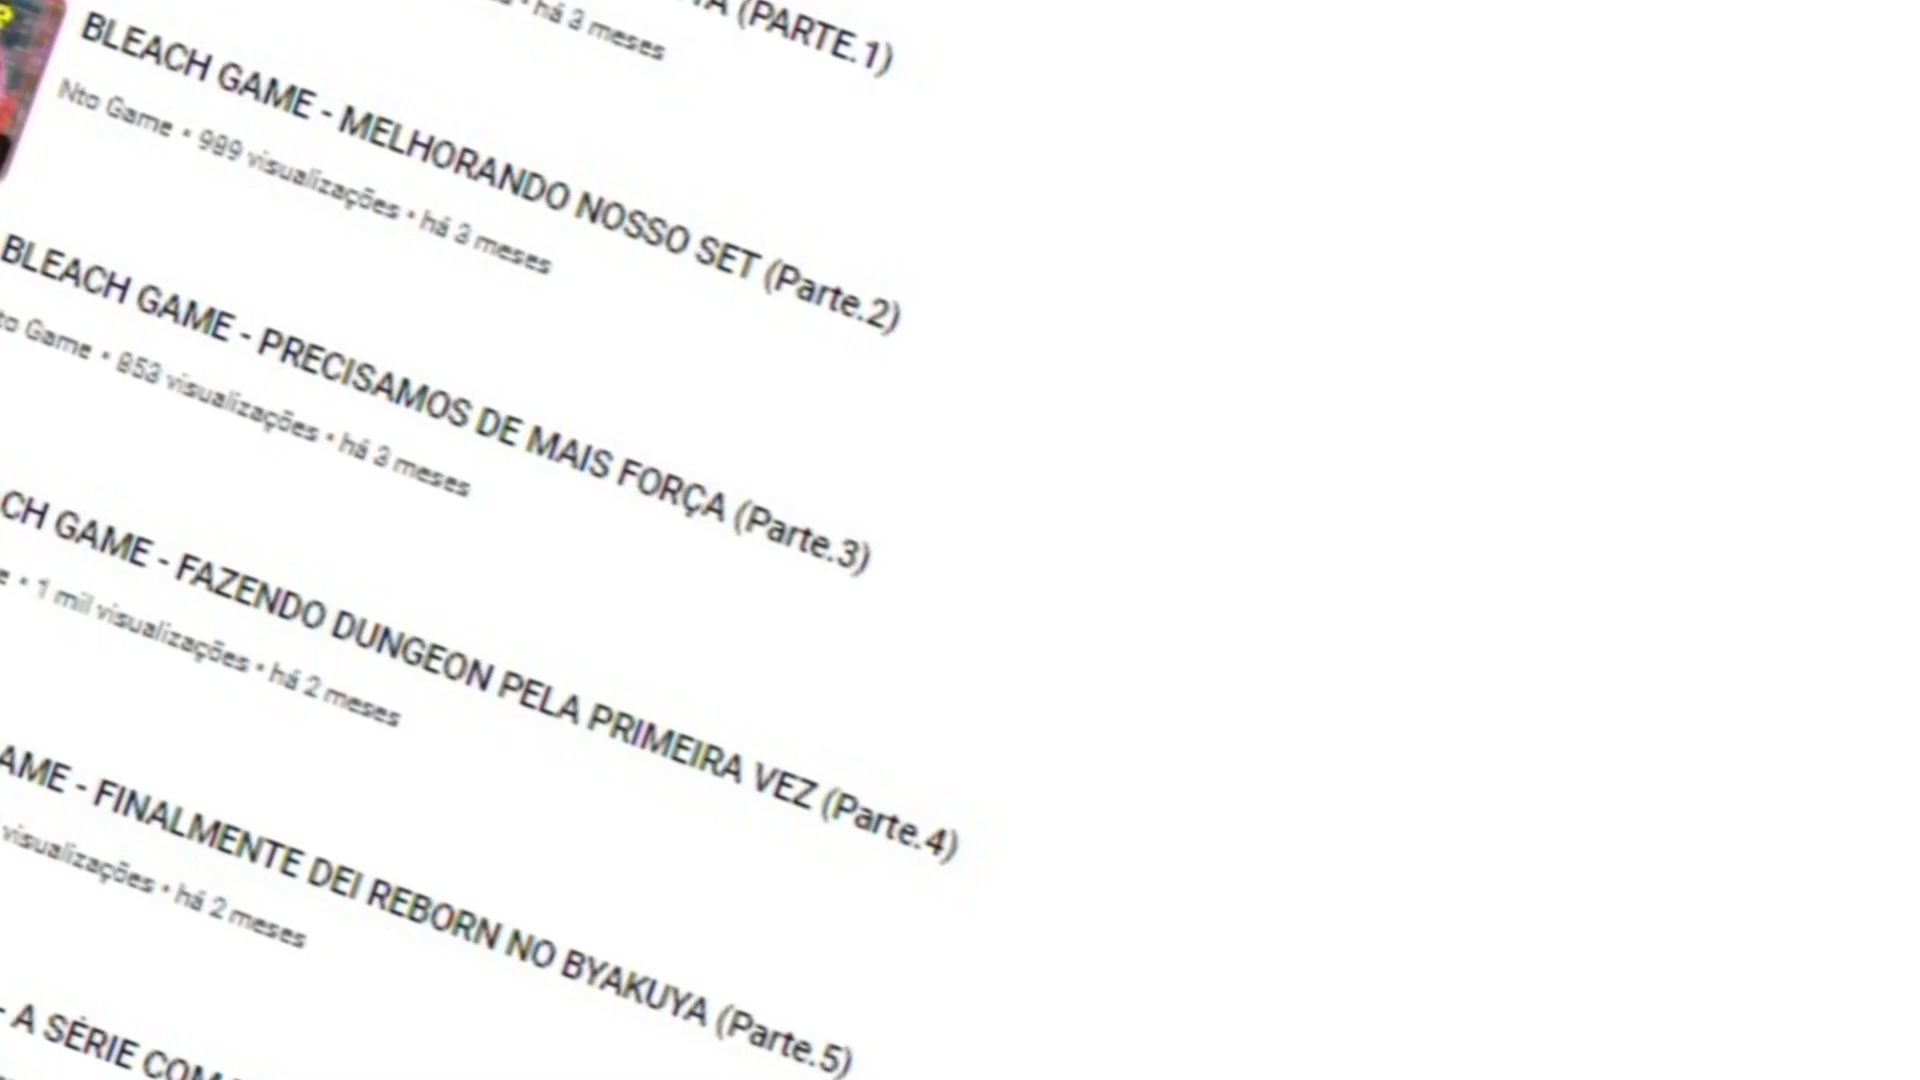 (PARTE.1)
há 3 meses
BLEACH GAME - MELHORANDO NOSSO SET (Parte.2)
Nto Game • 989 visualizações • há 3 meses
BLEACH GAME - PRECISAMOS DE MAIS FORÇA (Parte.3)
Game • 853 visualizações • há 3 meses
GAME - FAZENDO DUNGEON PELA PRIMEIRA VEZ (Parte.4)
• 1 mil visualizações • há 2 meses
- FINALMENTE DEI REBORN NO BYAKUYA (Parte.5)
visualizações • há 2 meses
- A SÉRIE